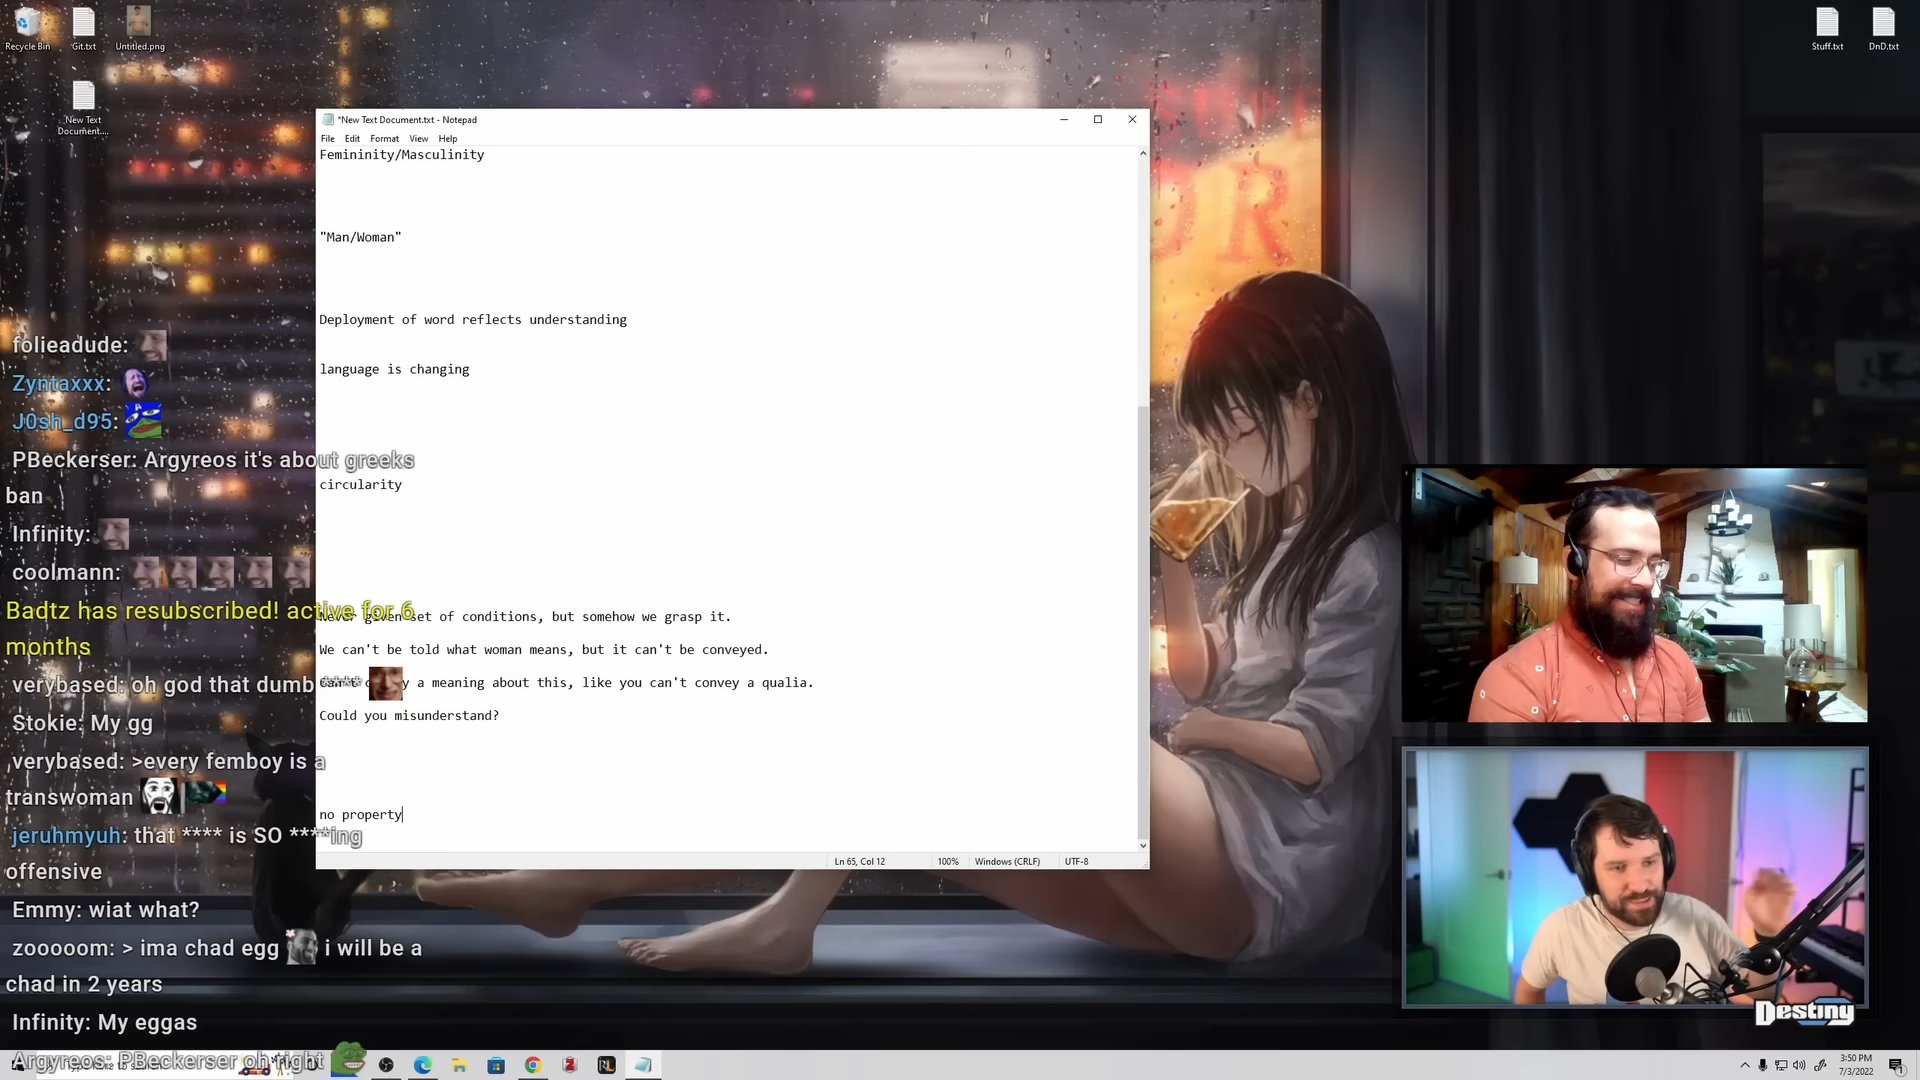 Recycle Bin
Git.txt
Untitled.png
New Text
Document....
Stuff.txt
DnD.txt
*New Text Document.txt - Notepad
File Edit Format View Help
Femininity/Masculinity
"Man/Woman"
Deployment of word reflects understanding
language is changing
circularity
given set of conditions, but somehow we grasp it.
We can't be told what woman means, but it can't be conveyed.
a meaning about this, like you can't convey a qualia.
Could you misunderstand?
no property
Ln 65, Col 12
100%
Windows (CRLF)
UTF-8
folieadude:
Zyntaxxx:
J0sh_d95:
PBeckerser: Argyreos it's about greeks
ban
Infinity:
coolmann:
Badtz has resubscribed! active for 6
months
verybased: oh god that dumb ****
Stokie: My gg
verybased: >every femboy is a
transwoman
jeruhmyuh: that **** is SO ****ing
offensive
Emmy: wiat what?
zooooom: > ima chad egg i will be a
chad in 2 years
Infinity: My eggas
Argyreos: PBeckerser oh right
Destiny
3:50 PM
7/3/2022